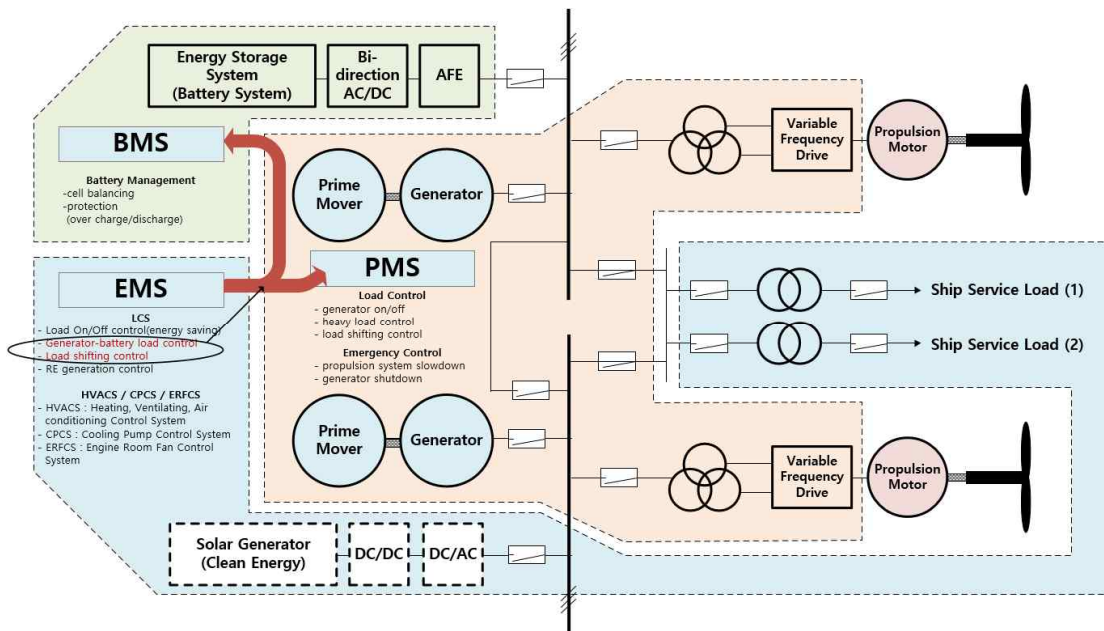 Energy Storage
System
(Battery System)
Bi-
direction
AC/DC
AFE
BMS
Battery Management
-cell balancing
-protection
(over charge/discharge)
Prime
Mover
Generator
Variable
Frequency
Drive
Propulsion
Motor
EMS
LCS
- Load On/Off control(energy saving)
- Generator-battery load control
- Load shifting control
- RE generation control
HVACS / CPCS / ERFCS
- HVACS : Heating, Ventilating, Air
conditioning Control System
- CPCS : Cooling Pump Control System
- ERFCS : Engine Room Fan Control
System
PMS
Load Control
- generator on/off
- heavy load control
- load shifting control
Emergency Control
- propulsion system slowdown
- generator shutdown
Ship Service Load (1)
Ship Service Load (2)
Prime
Mover
Generator
Variable
Frequency
Drive
Propulsion
Motor
Solar Generator
(Clean Energy)
DC/DC
DC/AC